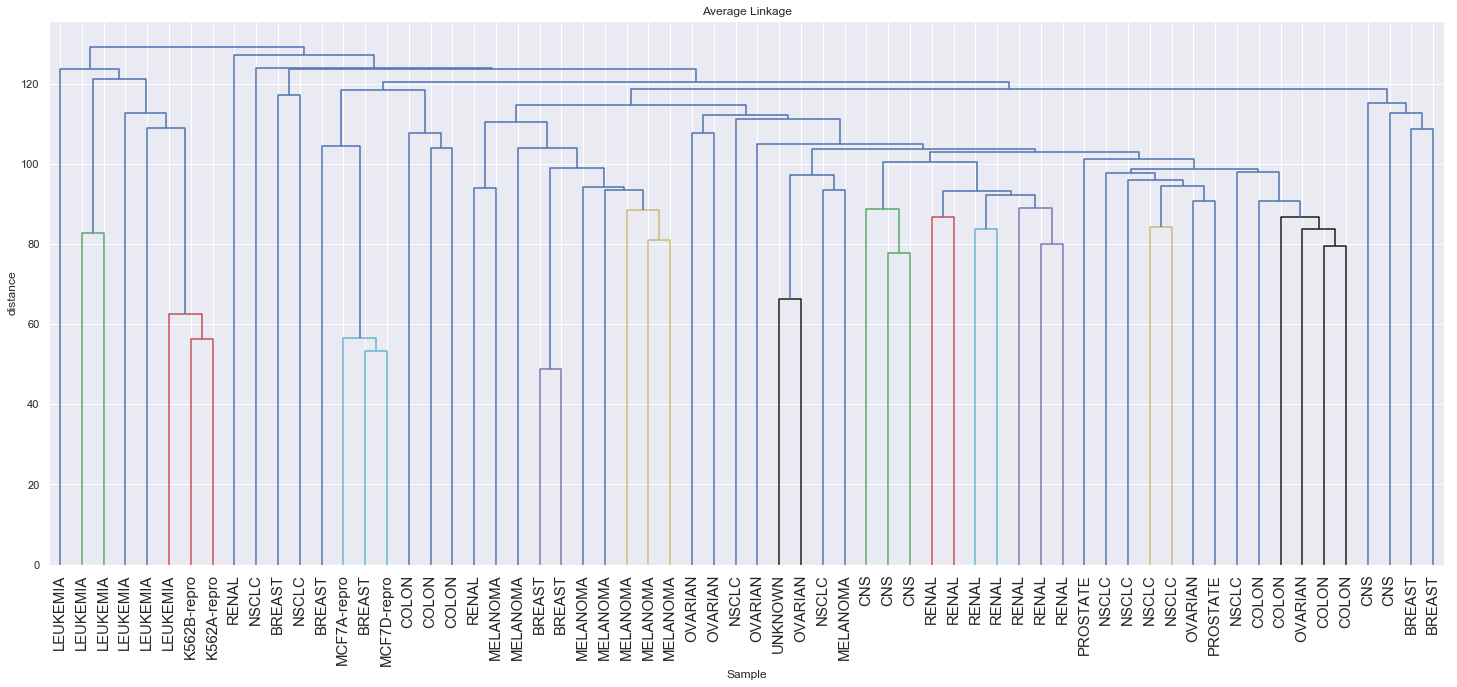 Average Linkage
distance
120
100
80
60
40
20
0
LEUKEMIA
LEUKEMIA
LEUKEMIA
LEUKEMIA
LEUKEMIA
LEUKEMIA
K562B-repro
K562A-repro
RENAL
NSCLC
BREAST
NSCLC
BREAST
MCF7A-repro
BREAST
MCF7D-repro
COLON
COLON
COLON
RENAL
MELANOMA
MELANOMA
BREAST
BREAST
MELANOMA
MELANOMA
MELANOMA
MELANOMA
MELANOMA
OVARIAN
OVARIAN
NSCLC
OVARIAN
UNKNOWN
OVARIAN
NSCLC
MELANOMA
CNS
CNS
CNS
RENAL
RENAL
RENAL
RENAL
RENAL
RENAL
RENAL
PROSTATE
NSCLC
NSCLC
NSCLC
NSCLC
OVARIAN
PROSTATE
NSCLC
COLON
COLON
OVARIAN
COLON
COLON
CNS
CNS
BREAST
BREAST
Sample